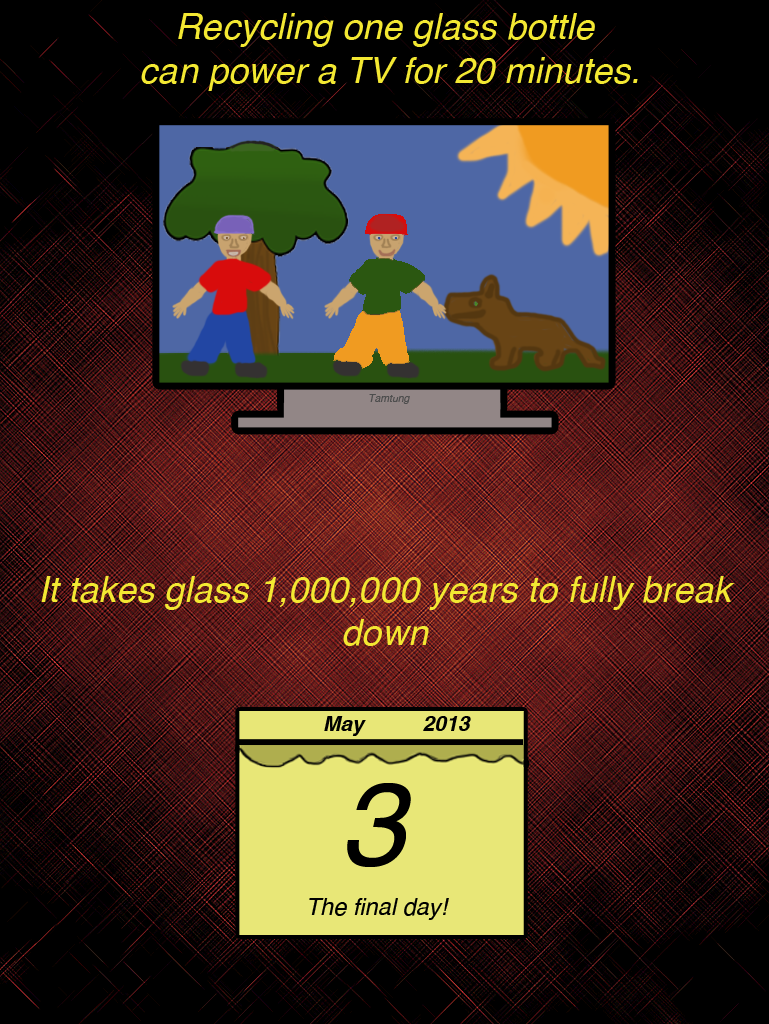 Recycling one glass bottle
can power a TV for 20 minutes.
Tamtung
It takes glass 1,000,000 years to fully break
down
May 2013
3
The final day!